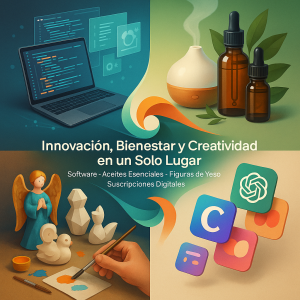 Innovación, Bienestar y Creatividad
en un Solo Lugar
Software - Aceites Esenciales - Figuras de Yeso
Suscripciones Digitales
C